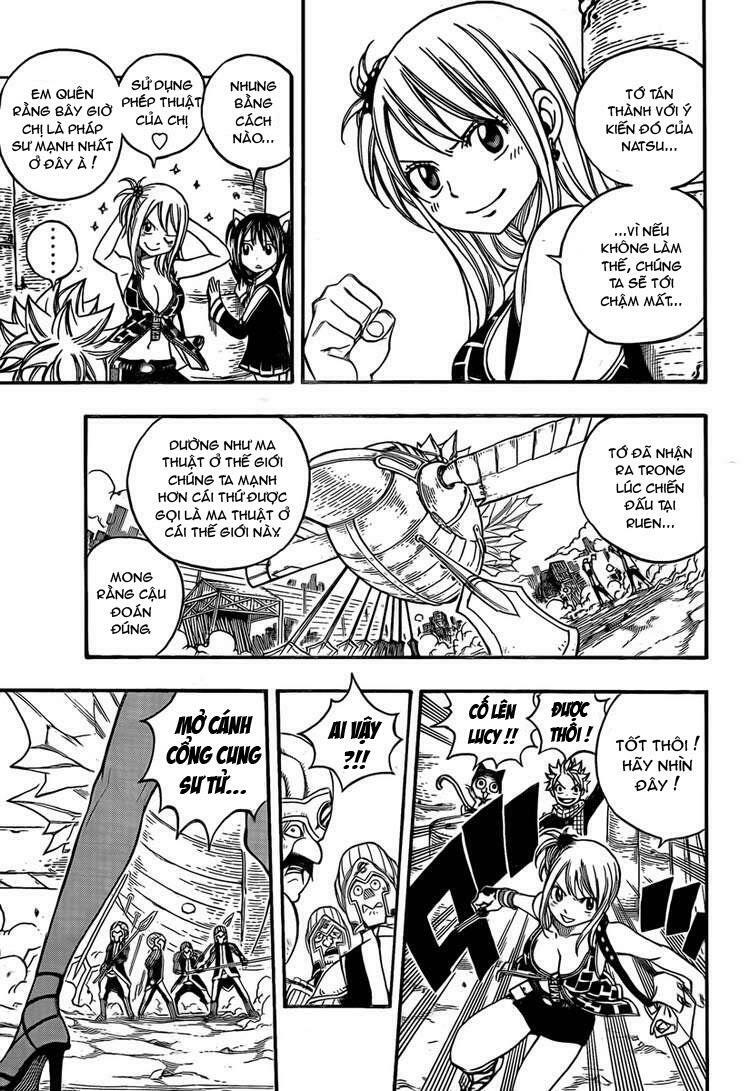 TỚ TÁN
THÀNH VỚI Ý
KIẾN ĐÓ CỦA
NATSU...
...VÌ NẾU
KHÔNG LÀM
THẾ, CHÚNG
TA SẼ TỚI
CHẬM MẤT...
NHƯNG
BẰNG
CÁCH
NÀO...
SỬ DỤNG
PHÉP THUẬT
CỦA CHỊ
♡
EM QUÊN
RẰNG BÂY GIỜ
CHỊ LÀ PHÁP
SƯ MẠNH NHẤT
Ở ĐÂY À !
......
TỚ ĐÃ NHẬN
RA TRONG
LÚC CHIẾN
ĐẤU TẠI
RUEN...
DƯỜNG NHƯ MA
THUẬT Ở THẾ GIỚI
CHÚNG TA MẠNH
HƠN CÁI THỨ ĐƯỢC
GỌI LÀ MA THUẬT Ở
CÁI THẾ GIỚI NÀY.
MONG
RẰNG CẬU
ĐOÁN
ĐÚNG.
TỐT THÔI !
HÃY NHÌN
ĐÂY !
ĐƯỢC
THÔI !
CỐ LÊN
LUCY !!
AI VẬY
?!!
MỞ CÁNH
CỔNG CUNG
SƯ TỬ...